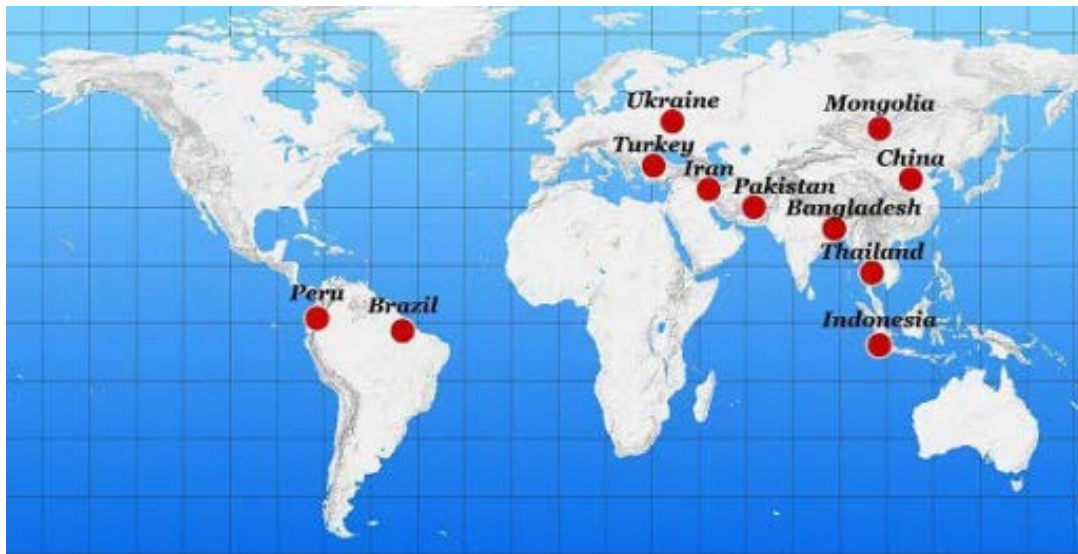 Ukraine
Mongolia
Turkey
China
Iran
Pakistan
Bangladesh
Thailand
Peru
Brazil
Indonesia